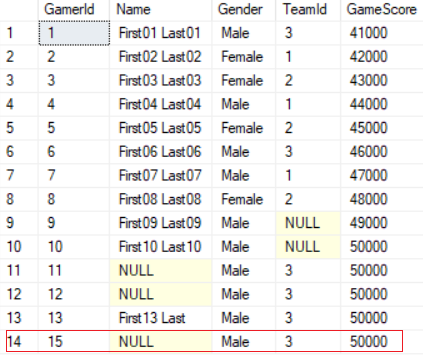 GamerId Name Gender TeamId GameScore
1 1 First01 Last01 Male 3 41000
2 2 First02 Last02 Female 1 42000
3 3 First03 Last03 Female 2 43000
4 4 First04 Last04 Male 1 44000
5 5 First05 Last05 Female 2 45000
6 6 First06 Last06 Male 3 46000
7 7 First07 Last07 Male 1 47000
8 8 First08 Last08 Female 2 48000
9 9 First09 Last09 Male NULL 49000
10 10 First10 Last10 Male NULL 50000
11 11 NULL Male 3 50000
12 12 NULL Male 3 50000
13 13 First13 Last Male 3 50000
14 15 NULL Male 3 50000